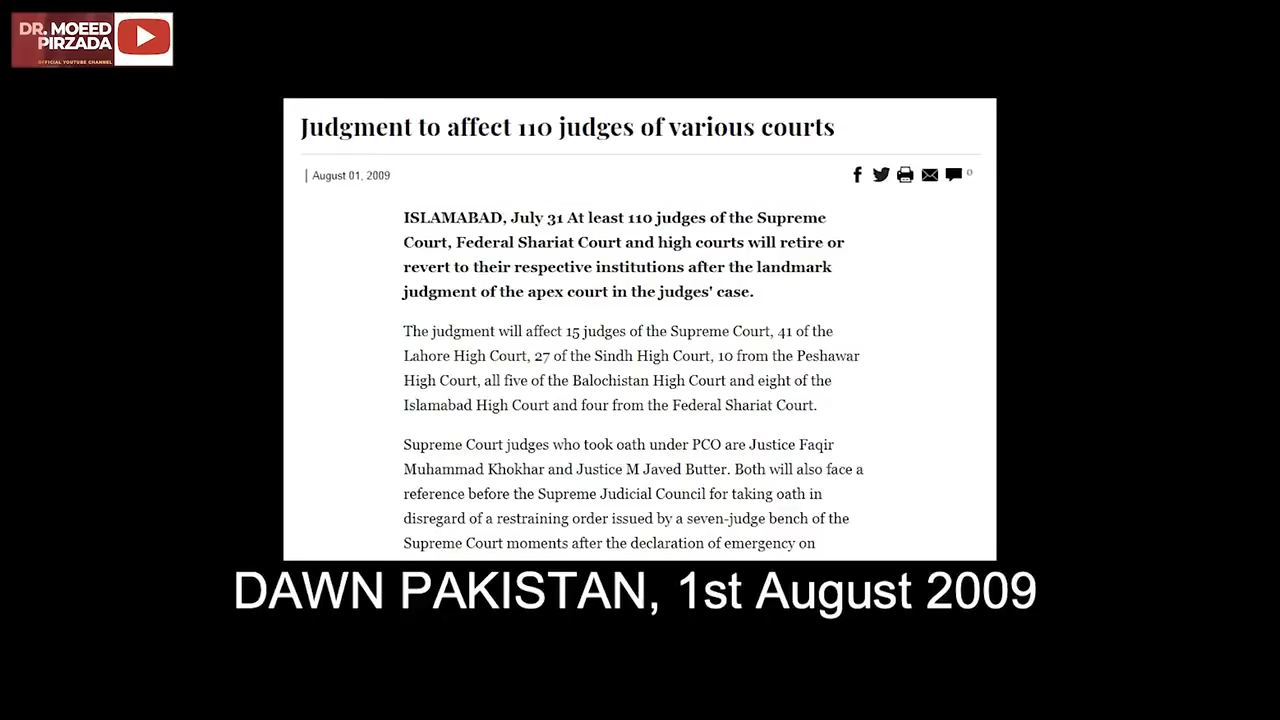 DR. MOEED
PIRZADA
OFFICIAL YOUTUBE CHANNEL
Judgment to affect 110 judges of various courts
August 01, 2009
0
ISLAMABAD, July 31 At least 110 judges of the Supreme
Court, Federal Shariat Court and high courts will retire or
revert to their respective institutions after the landmark
judgment of the apex court in the judges' case.
The judgment will affect 15 judges of the Supreme Court, 41 of the
Lahore High Court, 27 of the Sindh High Court, 10 from the Peshawar
High Court, all five of the Balochistan High Court and eight of the
Islamabad High Court and four from the Federal Shariat Court.
Supreme Court judges who took oath under PCO are Justice Faqir
Muhammad Khokhar and Justice M Javed Butter. Both will also face a
reference before the Supreme Judicial Council for taking oath in
disregard of a restraining order issued by a seven-judge bench of the
Supreme Court moments after the declaration of emergency on
DAWN PAKISTAN, 1st August 2009